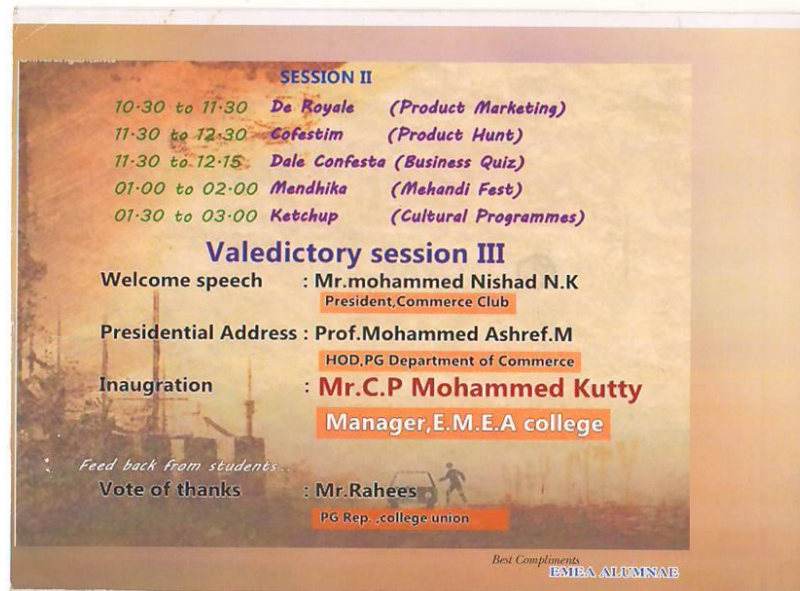 SESSION II
10·30 to 11·30 De Royale (Product Marketing)
11·30 to 12·30 Cofestim (Product Hunt)
11·30 to 12·15 Dale Confesta (Business Quiz)
01·00 to 02·00 Mendhika (Mehandi Fest)
01·30 to 03·00 Ketchup (Cultural Programmes)
Valedictory session III
Welcome speech : Mr.mohammed Nishad N.K
President,Commerce Club
Presidential Address : Prof.Mohammed Ashref.M
HOD,PG Department of Commerce
Inaugration : Mr.C.P Mohammed Kutty
Manager,E.M.E.A college
Feed back from students..
Vote of thanks : Mr.Rahees
PG Rep. ,college union
Best Compliments
EMEA ALUMNAE